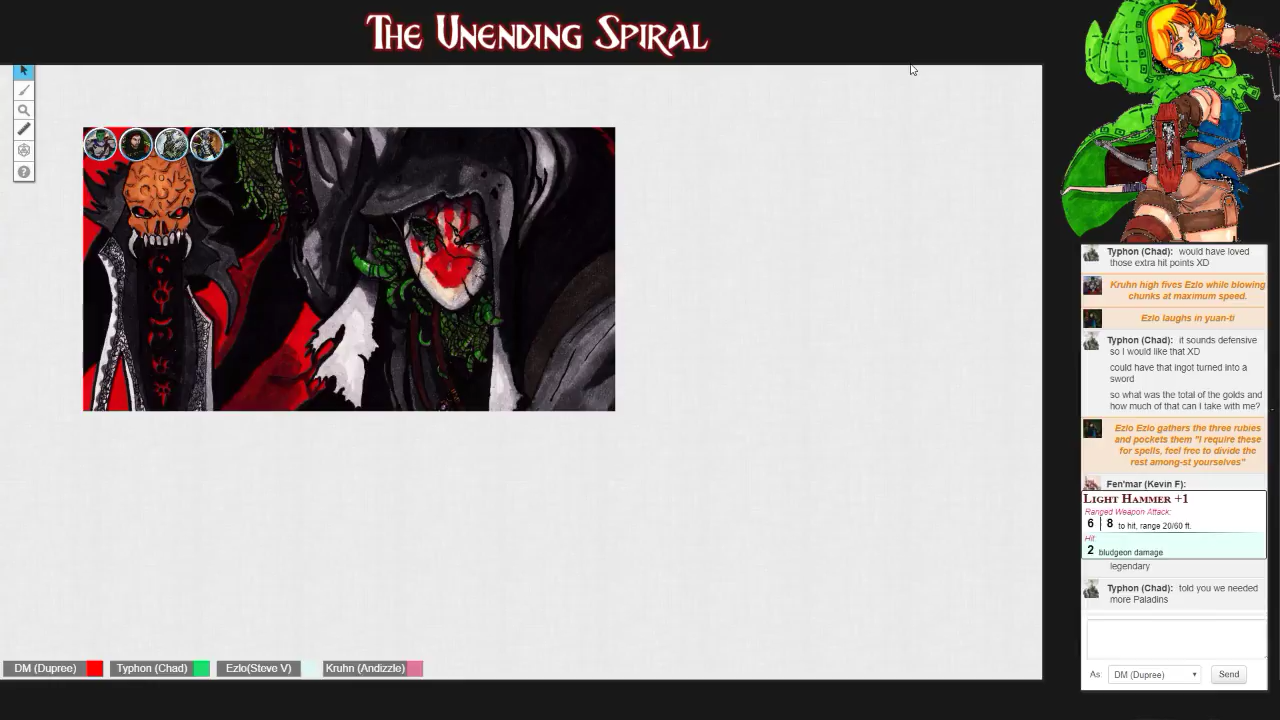 The Unending Spiral
Typhon (Chad): would have loved
those extra hit points XD
Kruhn high fives Ezlo while blowing
chunks at maximum speed.
Ezlo laughs in yuan-ti
Typhon (Chad): it sounds defensive
so I would like that XD
could have that ingot turned into a
sword
so what was the total of the golds and
how much of that can I take with me?
Ezlo Ezlo gathers the three rubies
and pockets them "I require these
for spells, feel free to divide the
rest among-st yourselves"
Fen'mar (Kevin F):
Light Hammer +1
Ranged Weapon Attack:
6 | 8 to hit, range 20/60 ft.
Hit
2 bludgeon damage
legendary
Typhon (Chad): told you we needed
more Paladins
As: DM (Dupree) Send
DM (Dupree) Typhon (Chad) Ezlo(Steve V) Kruhn (Andizzle)